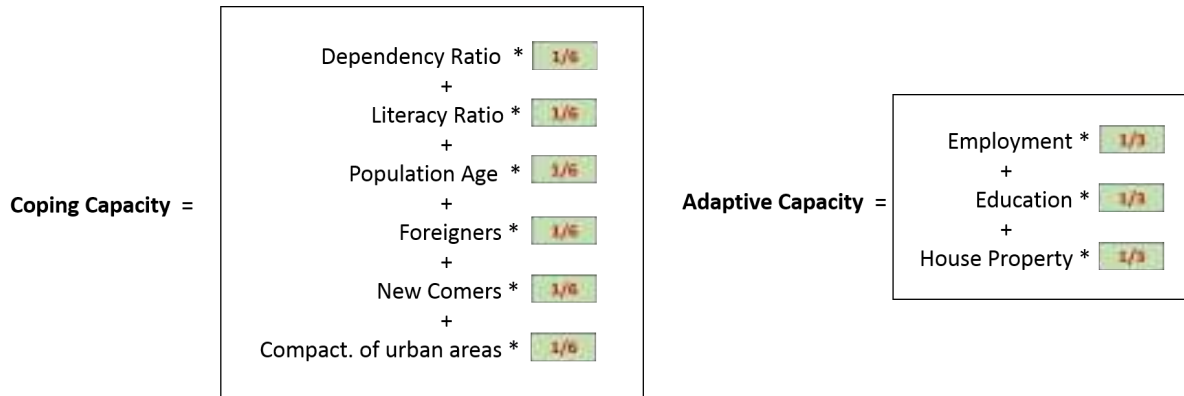 Dependency Ratio * 1/6
+
Literacy Ratio * 1/6
+
Population Age * 1/6
+
Coping Capacity =
Foreigners * 1/6
+
New Comers * 1/6
+
Compact. of urban areas * 1/6
Employment * 1/3
+
Adaptive Capacity =
Education * 1/3
+
House Property * 1/3